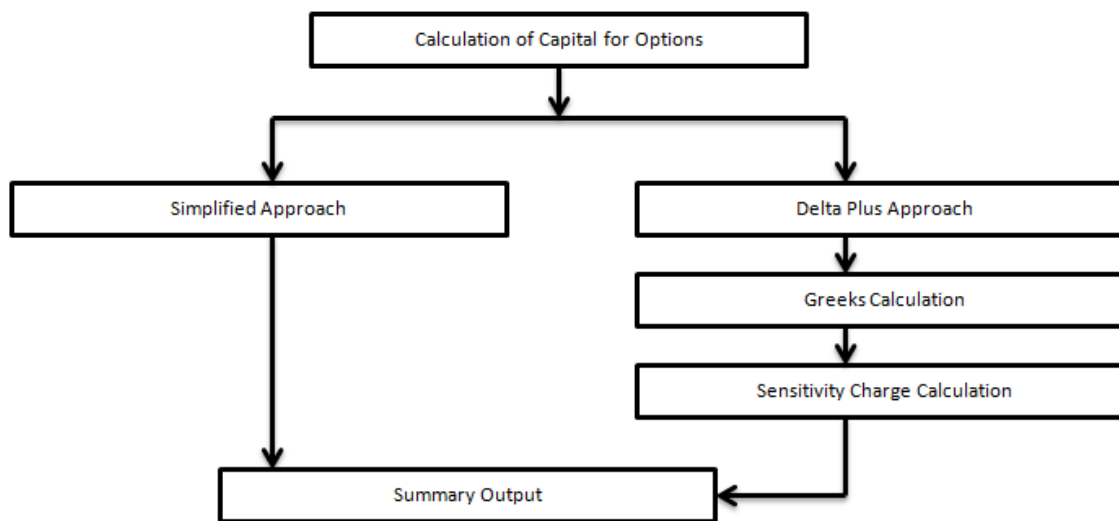 Calculation of Capital for Options
Simplified Approach
Delta Plus Approach
Greeks Calculation
Sensitivity Charge Calculation
Summary Output